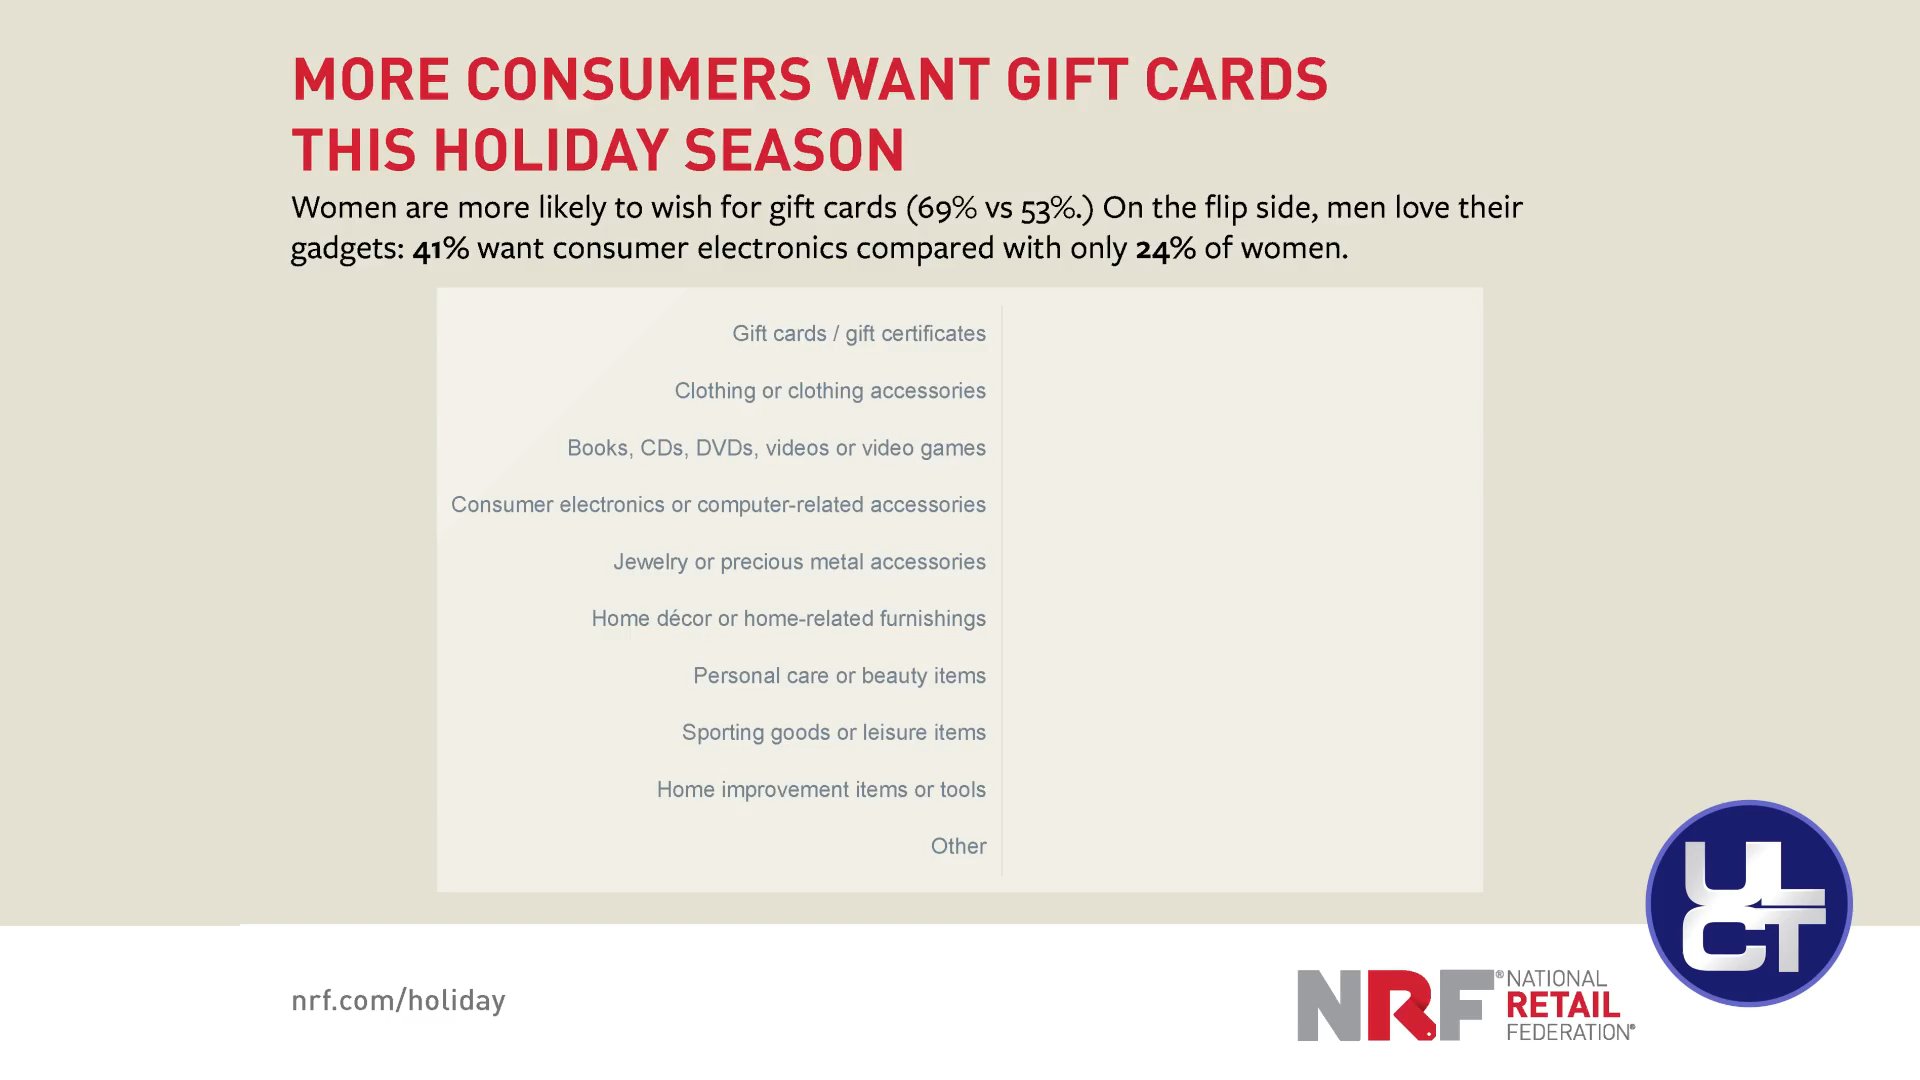 MORE CONSUMERS WANT GIFT CARDS
THIS HOLIDAY SEASON
Women are more likely to wish for gift cards (69% vs 53%.) On the flip side, men love their
gadgets: 41% want consumer electronics compared with only 24% of women.
Gift cards / gift certificates
Clothing or clothing accessories
Books, CDs, DVDs, videos or video games
Consumer electronics or computer-related accessories
Jewelry or precious metal accessories
Home décor or home-related furnishings
Personal care or beauty items
Sporting goods or leisure items
Home improvement items or tools
Other
nrf.com/holiday
NRF®
NATIONAL
RETAIL
FEDERATION®
UL
CT